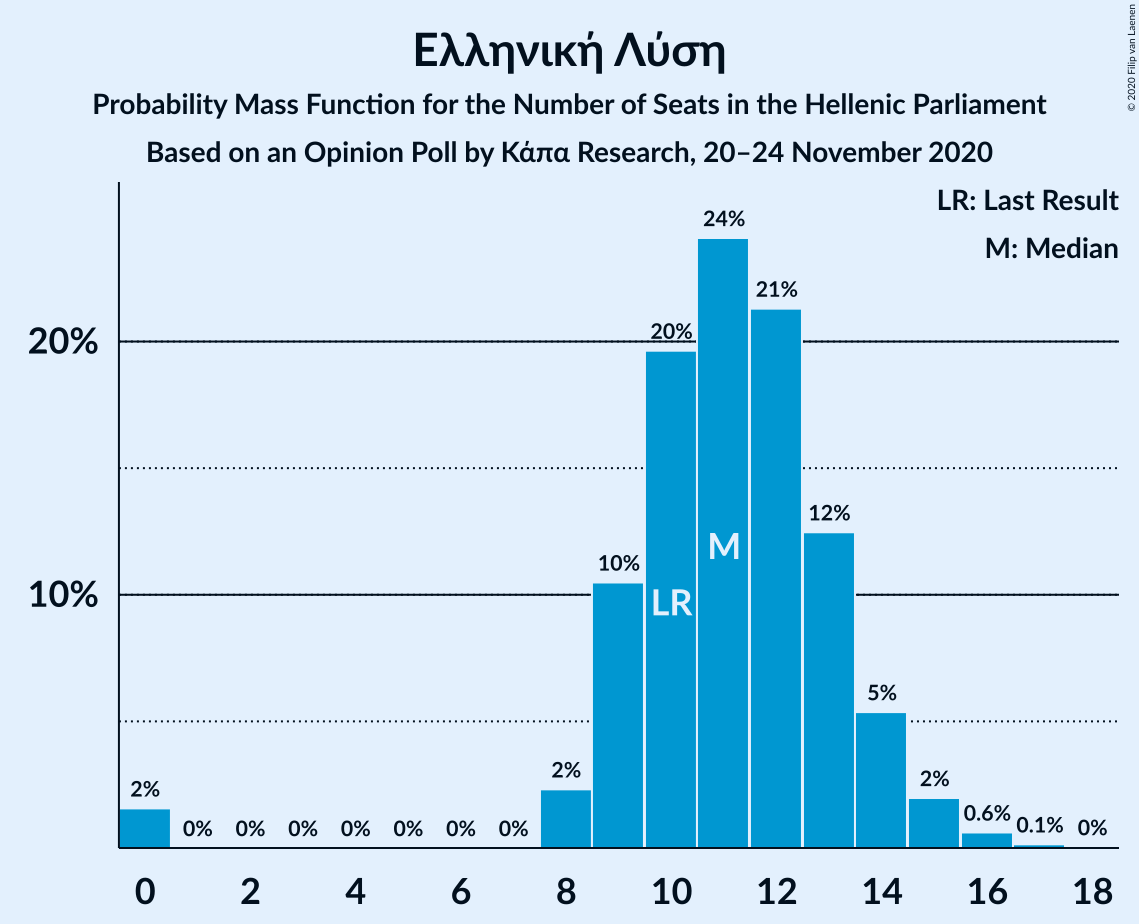 © 2020 Filip van Laenen
Ελληνική Λύση
Probability Mass Function for the Number of Seats in the Hellenic Parliament
Based on an Opinion Poll by Κάπα Research, 20–24 November 2020
LR: Last Result
M: Median
24%
21%
20%
20%
12%
M
10%
10%
LR
5%
2%
2%
2%
0.6%
0.1%
0%
0%
0%
0%
0%
0%
0%
0%
0 2 4 6 8 10 12 14 16 18